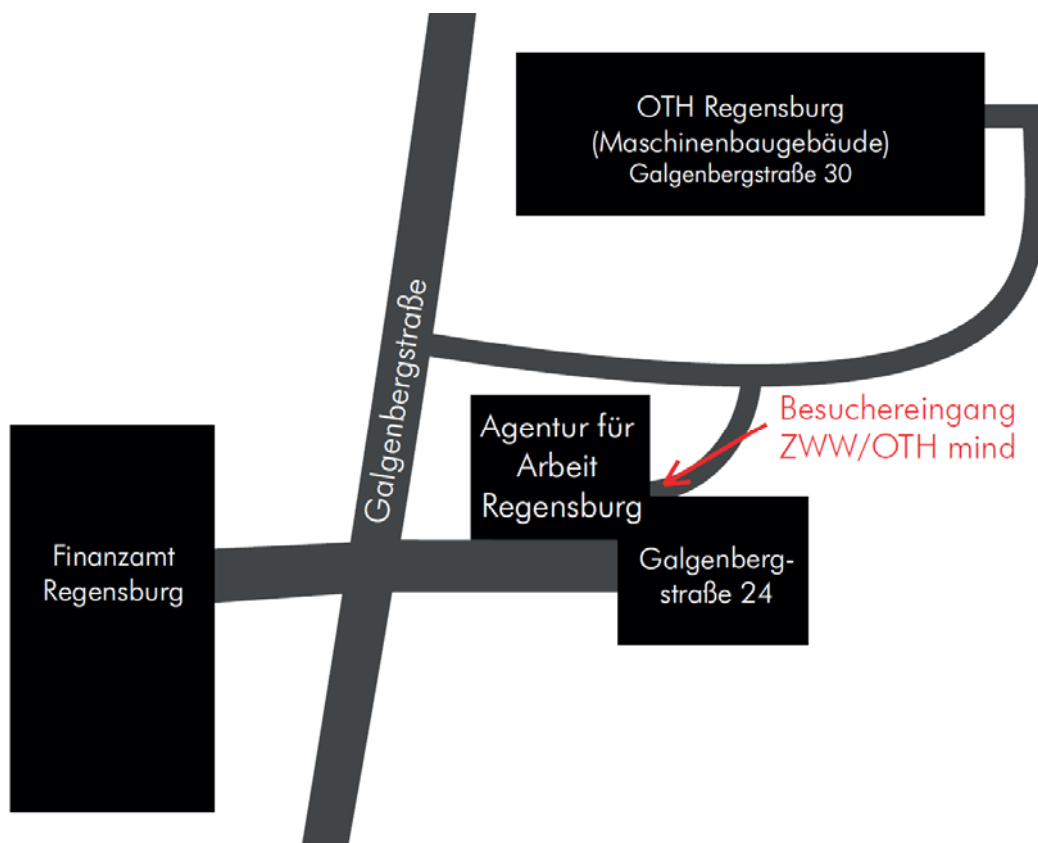 OTH Regensburg
(Maschinenbaugebäude)
Galgenbergstraße 30
Galgenbergstraße
Besuchereingang
ZWW/OTH mind
Agentur für
Arbeit
Regensburg
Finanzamt
Regensburg
Galgenberg-
straße 24